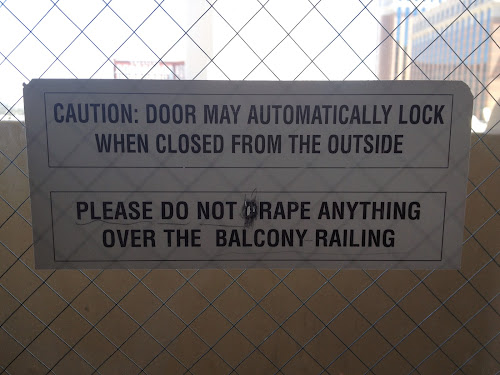 CAUTION: DOOR MAY AUTOMATICALLY LOCK
WHEN CLOSED FROM THE OUTSIDE
PLEASE DO NOT DRAPE ANYTHING
OVER THE BALCONY RAILING